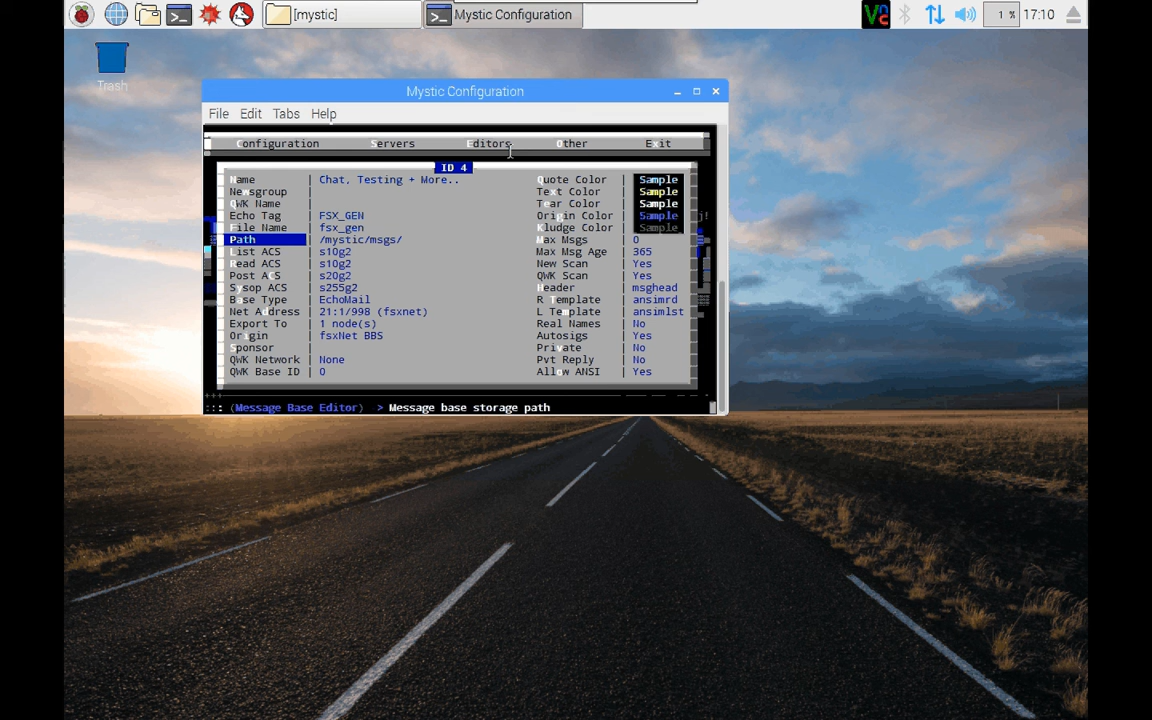 [mystic]
Mystic Configuration
1 %
17:10
Trash
Mystic Configuration
File Edit Tabs Help
Configuration Servers Editors Other Exit
ID 4
Name | Chat, Testing + More.. Quote Color | Sample
Newsgroup | Text Color | Sample
QWK Name | Tear Color | Sample
Echo Tag | FSX_GEN Origin Color | Sample
File Name | fsx_gen Kludge Color | Sample
Path | /mystic/msgs/ Max Msgs | 0
List ACS | s10g2 Max Msg Age | 365
Read ACS | s10g2 New Scan | Yes
Post ACS | s20g2 QWK Scan | Yes
Sysop ACS | s255g2 Header | msghead
Base Type | EchoMail R Template | ansimrd
Net Address | 21:1/998 (fsxnet) L Template | ansimlst
Export To | 1 node(s) Real Names | No
Origin | fsxNet BBS Autosigs | Yes
Sponsor | Private | No
QWK Network | None Pvt Reply | No
QWK Base ID | 0 Allow ANSI | Yes
::: (Message Base Editor) > Message base storage path